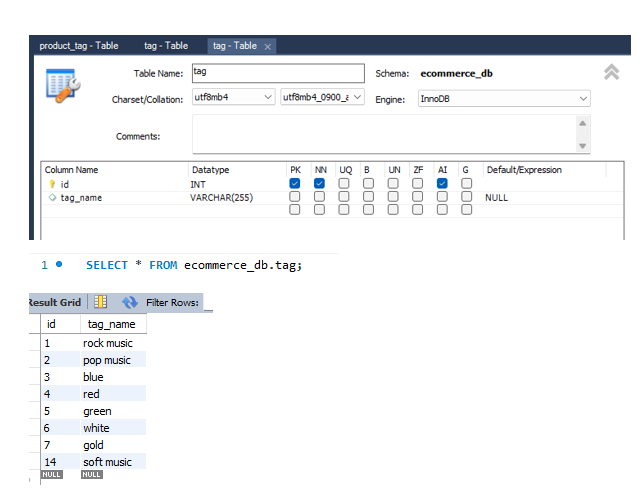 product_tag - Table tag - Table tag - Table ×
Table Name: tag Schema: ecommerce_db
Charset/Collation: utf8mb4 utf8mb4_0900_a Engine: InnoDB
Comments:
Column Name Datatype PK NN UQ B UN ZF AI G Default/Expression
id INT
tag_name VARCHAR(255) NULL
1 SELECT * FROM ecommerce_db.tag;
Result Grid Filter Rows:
id tag_name
1 rock music
2 pop music
3 blue
4 red
5 green
6 white
7 gold
14 soft music
NULL NULL